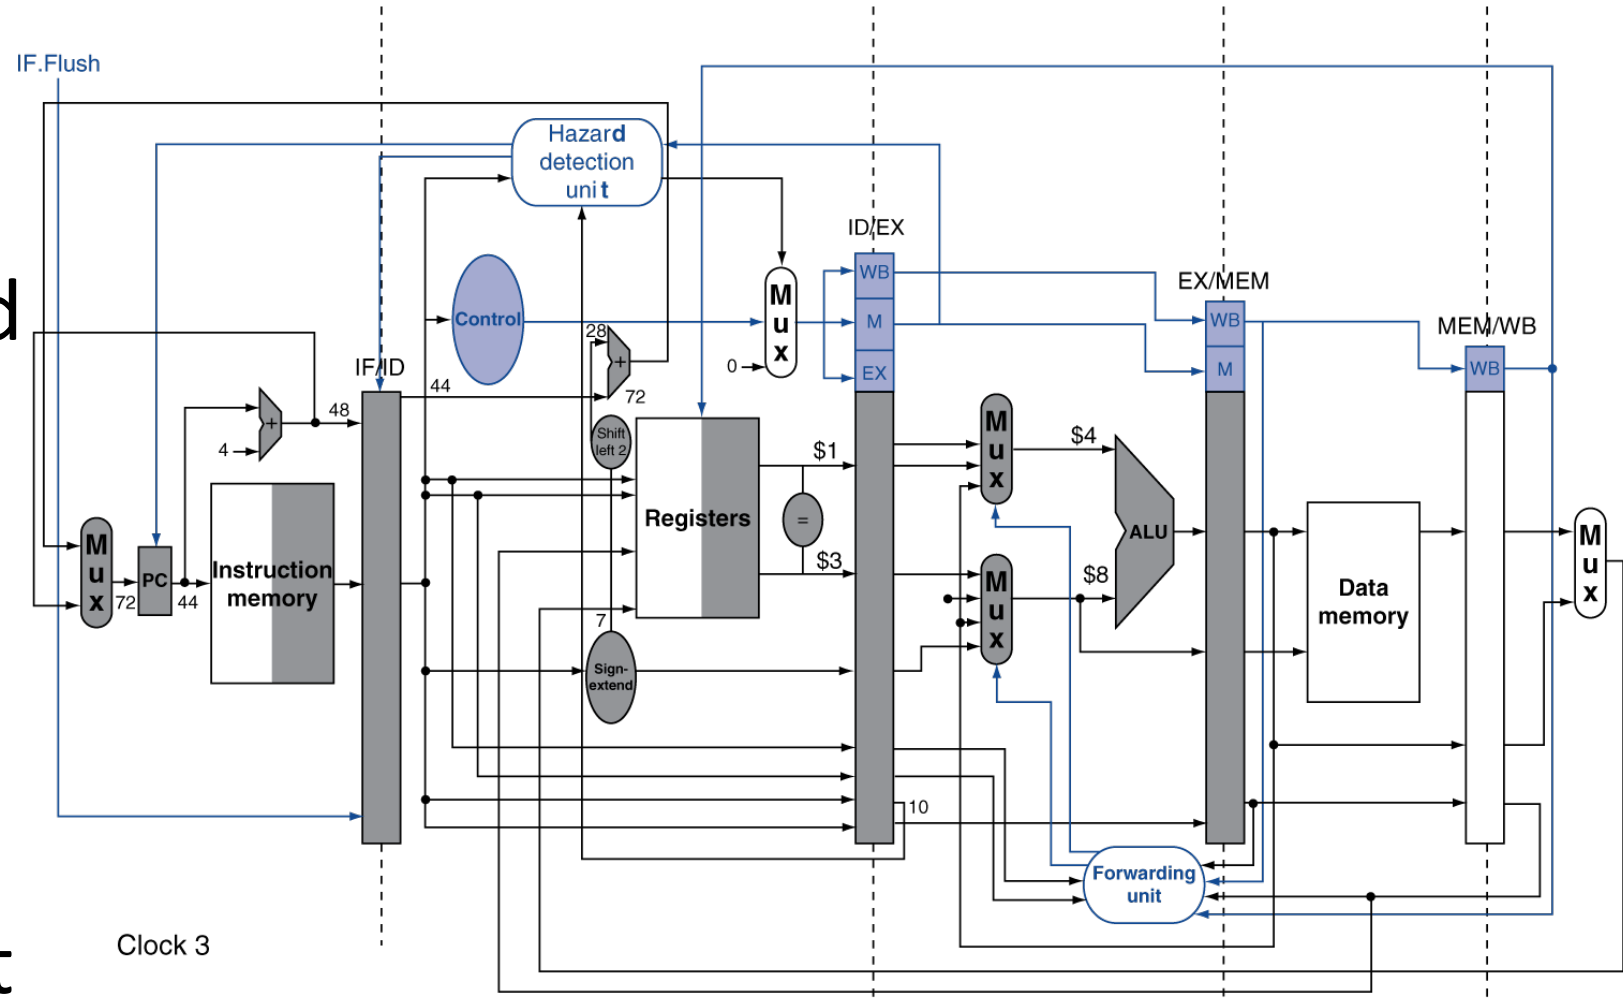 IF.Flush
Hazard
detection
unit
ID/EX
WB
M
EX
EX/MEM
WB
M
MEM/WB
WB
Control
M
u
x
0
28
+
72
d
IF/ID
44
48
+
4
Shift
left 2
$1
=
$3
Registers
M
u
x
$4
M
u
x
$8
ALU
Data
memory
M
u
x
M
u
x
72
PC
44
Instruction
memory
7
Sign-
extend
10
Forwarding
unit
Clock 3
t